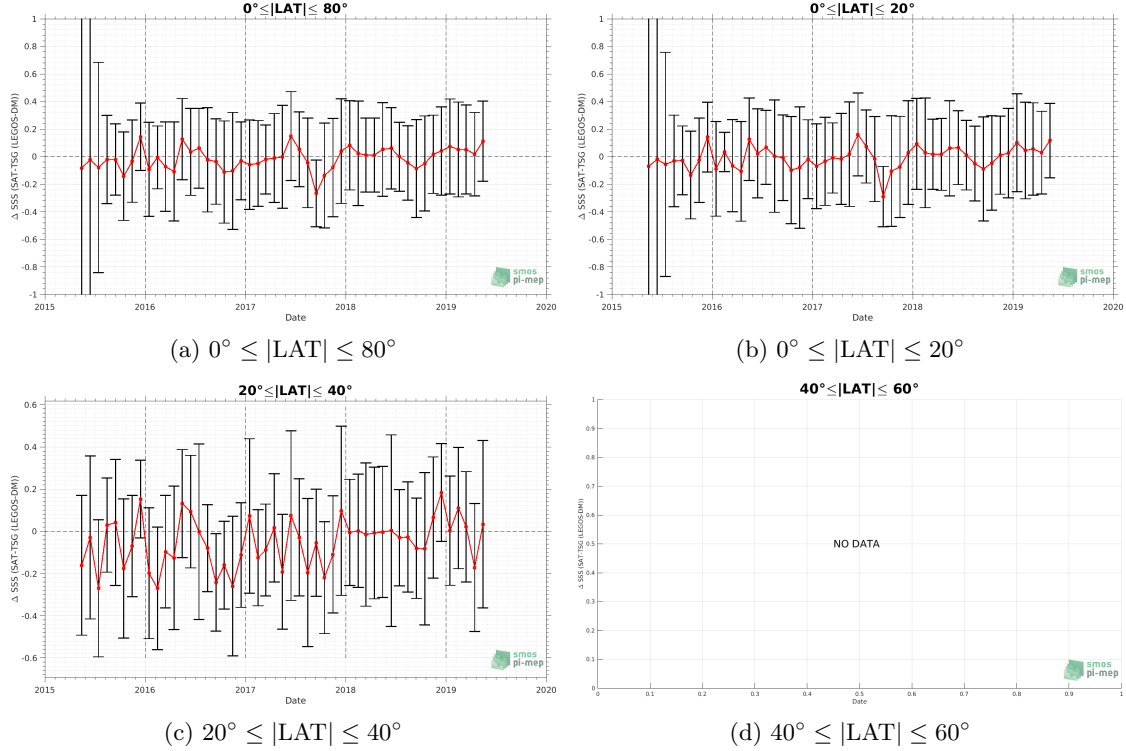 0°≤|LAT|≤ 80°
1
0.8
0.6
0.4
0.2
0
-0.2
-0.4
-0.6
-0.8
-1
Δ SSS (SAT-TSG (LEGOS-DM))
2015
2016
2017
2018
2019
2020
Date
smos
pi-mep
(a) 0° ≤ |LAT| ≤ 80°
0°≤|LAT|≤ 20°
1
0.8
0.6
0.4
0.2
0
-0.2
-0.4
-0.6
-0.8
-1
Δ SSS (SAT-TSG (LEGOS-DM))
2015
2016
2017
2018
2019
2020
Date
smos
pi-mep
(b) 0° ≤ |LAT| ≤ 20°
20°≤|LAT|≤ 40°
0.6
0.4
0.2
0
-0.2
-0.4
-0.6
Δ SSS (SAT-TSG (LEGOS-DM))
2015
2016
2017
2018
2019
2020
Date
smos
pi-mep
(c) 20° ≤ |LAT| ≤ 40°
40°≤|LAT|≤ 60°
1
0.9
0.8
0.7
0.6
0.5
0.4
0.3
0.2
0.1
0
Δ SSS (SAT-TSG (LEGOS-DM))
NO DATA
0
0.1
0.2
0.3
0.4
0.5
0.6
0.7
0.8
0.9
1
Date
smos
pi-mep
(d) 40° ≤ |LAT| ≤ 60°